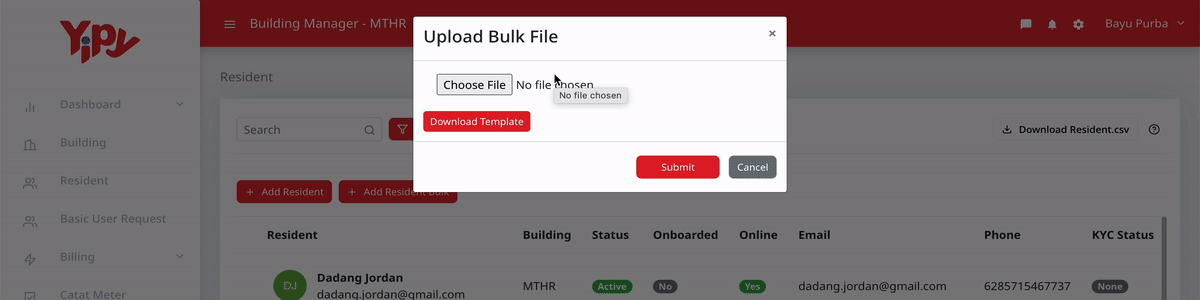 Yipy
Building Manager - MTHR
Bayu Purba
Upload Bulk File
×
Choose File No file chosen
No file chosen
Download Template
Submit
Cancel
Resident
Dashboard
Building
Resident
Basic User Request
Billing
Catat Meter
Search
Download Resident.csv
+ Add Resident
+ Add Resident Bulk
Resident Building Status Onboarded Online Email Phone KYC Status
DJ
Dadang Jordan
dadang.jordan@gmail.com
MTHR Active No Yes dadang.jordan@gmail.com 6285715467737 None